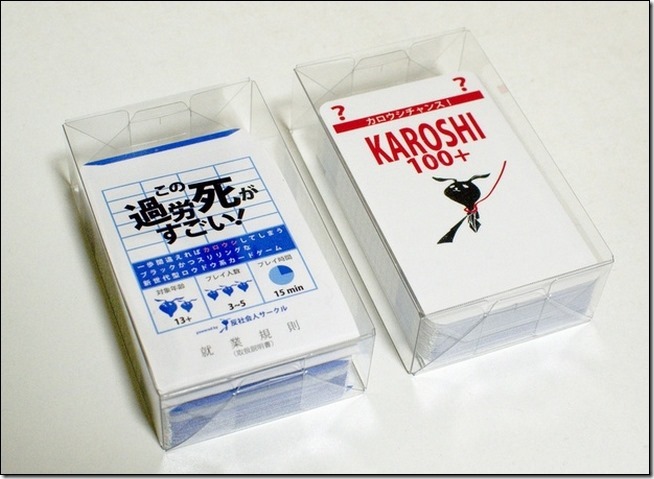 この
過労死が
すごい!
一歩間違えればカロウシしてしまう
ブラックかつスリリングな
新世代型ロウドウ系カードゲーム
対象年齢
プレイ人数
プレイ時間
13+
3~5
15 min
powered by 反社会人サークル
就業規則
(取扱説明書)
? ?
カロウシチャンス!
KAROSHI
100+